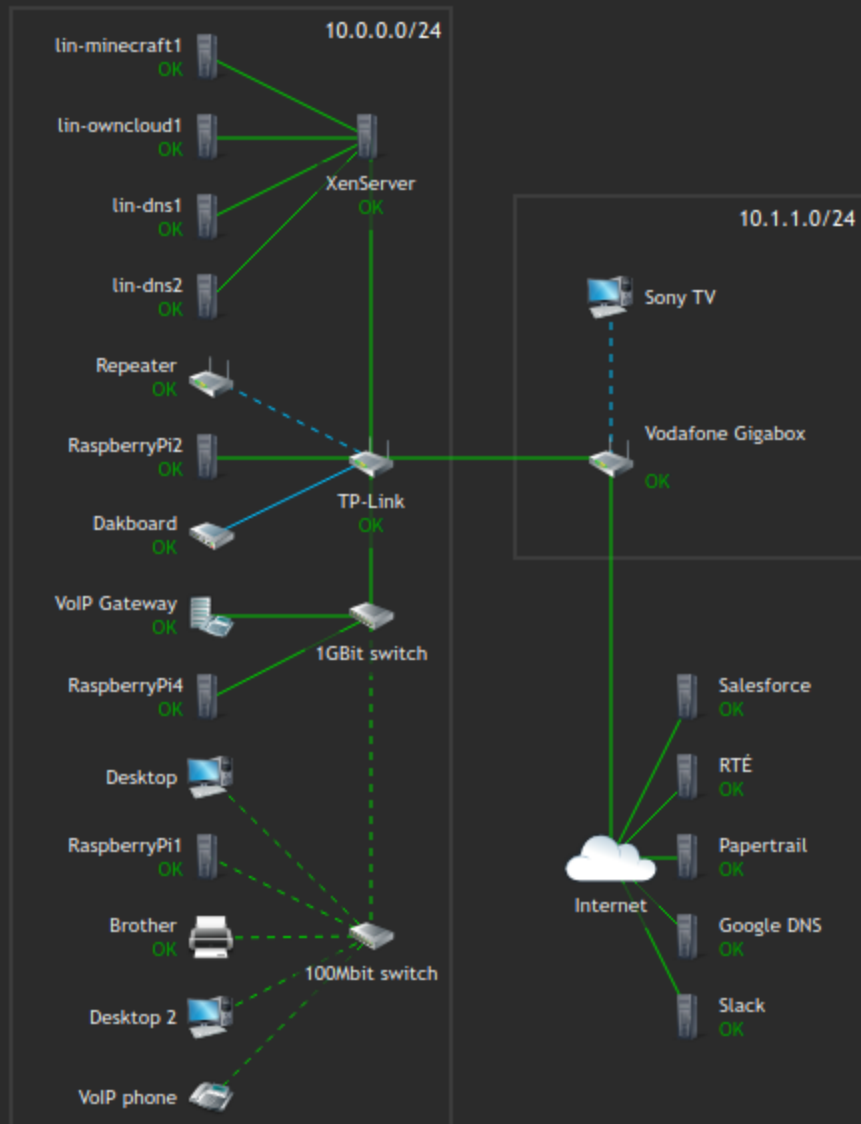 10.0.0.0/24
lin-minecraft1
OK
lin-owncloud1
OK
XenServer
OK
lin-dns1
OK
lin-dns2
OK
Repeater
OK
RaspberryPi2
OK
TP-Link
OK
Dakboard
OK
VoIP Gateway
OK
1GBit switch
RaspberryPi4
OK
Desktop
RaspberryPi1
OK
Brother
OK
100Mbit switch
Desktop 2
VoIP phone
10.1.1.0/24
Sony TV
Vodafone Gigabox
OK
Internet
Salesforce
OK
RTÉ
OK
Papertrail
OK
Google DNS
OK
Slack
OK